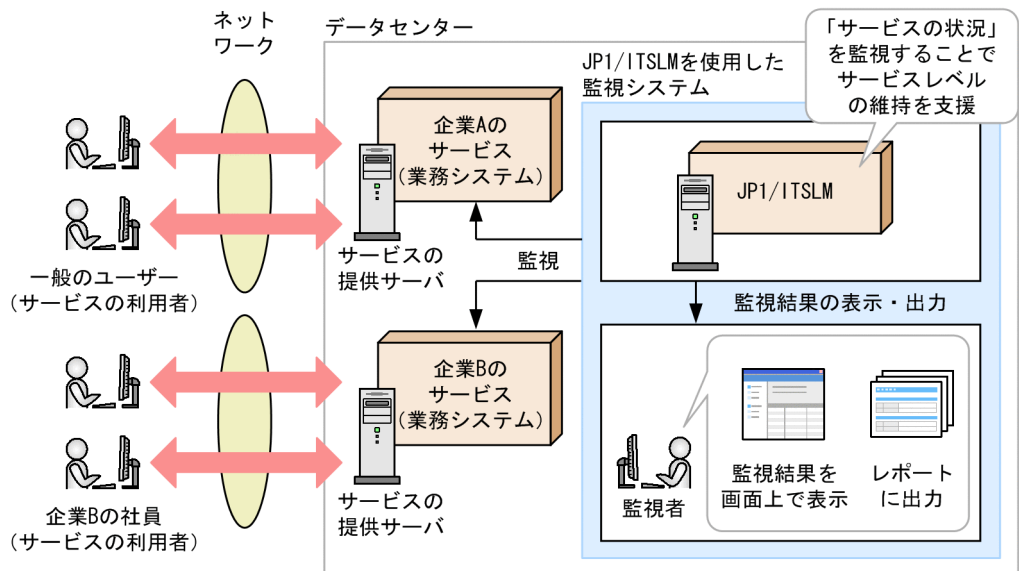 ネット
ワーク
データセンター
「サービスの状況」
を監視することで
サービスレベル
の維持を支援
JP1/ITSLMを使用した
監視システム
企業Aの
サービス
(業務システム)
JP1/ITSLM
サービスの
提供サーバ
一般のユーザー
(サービスの利用者)
監視
監視結果の表示・出力
企業Bの
サービス
(業務システム)
サービスの
提供サーバ
企業Bの社員
(サービスの利用者)
監視者
監視結果を
画面上で表示
レポート
に出力